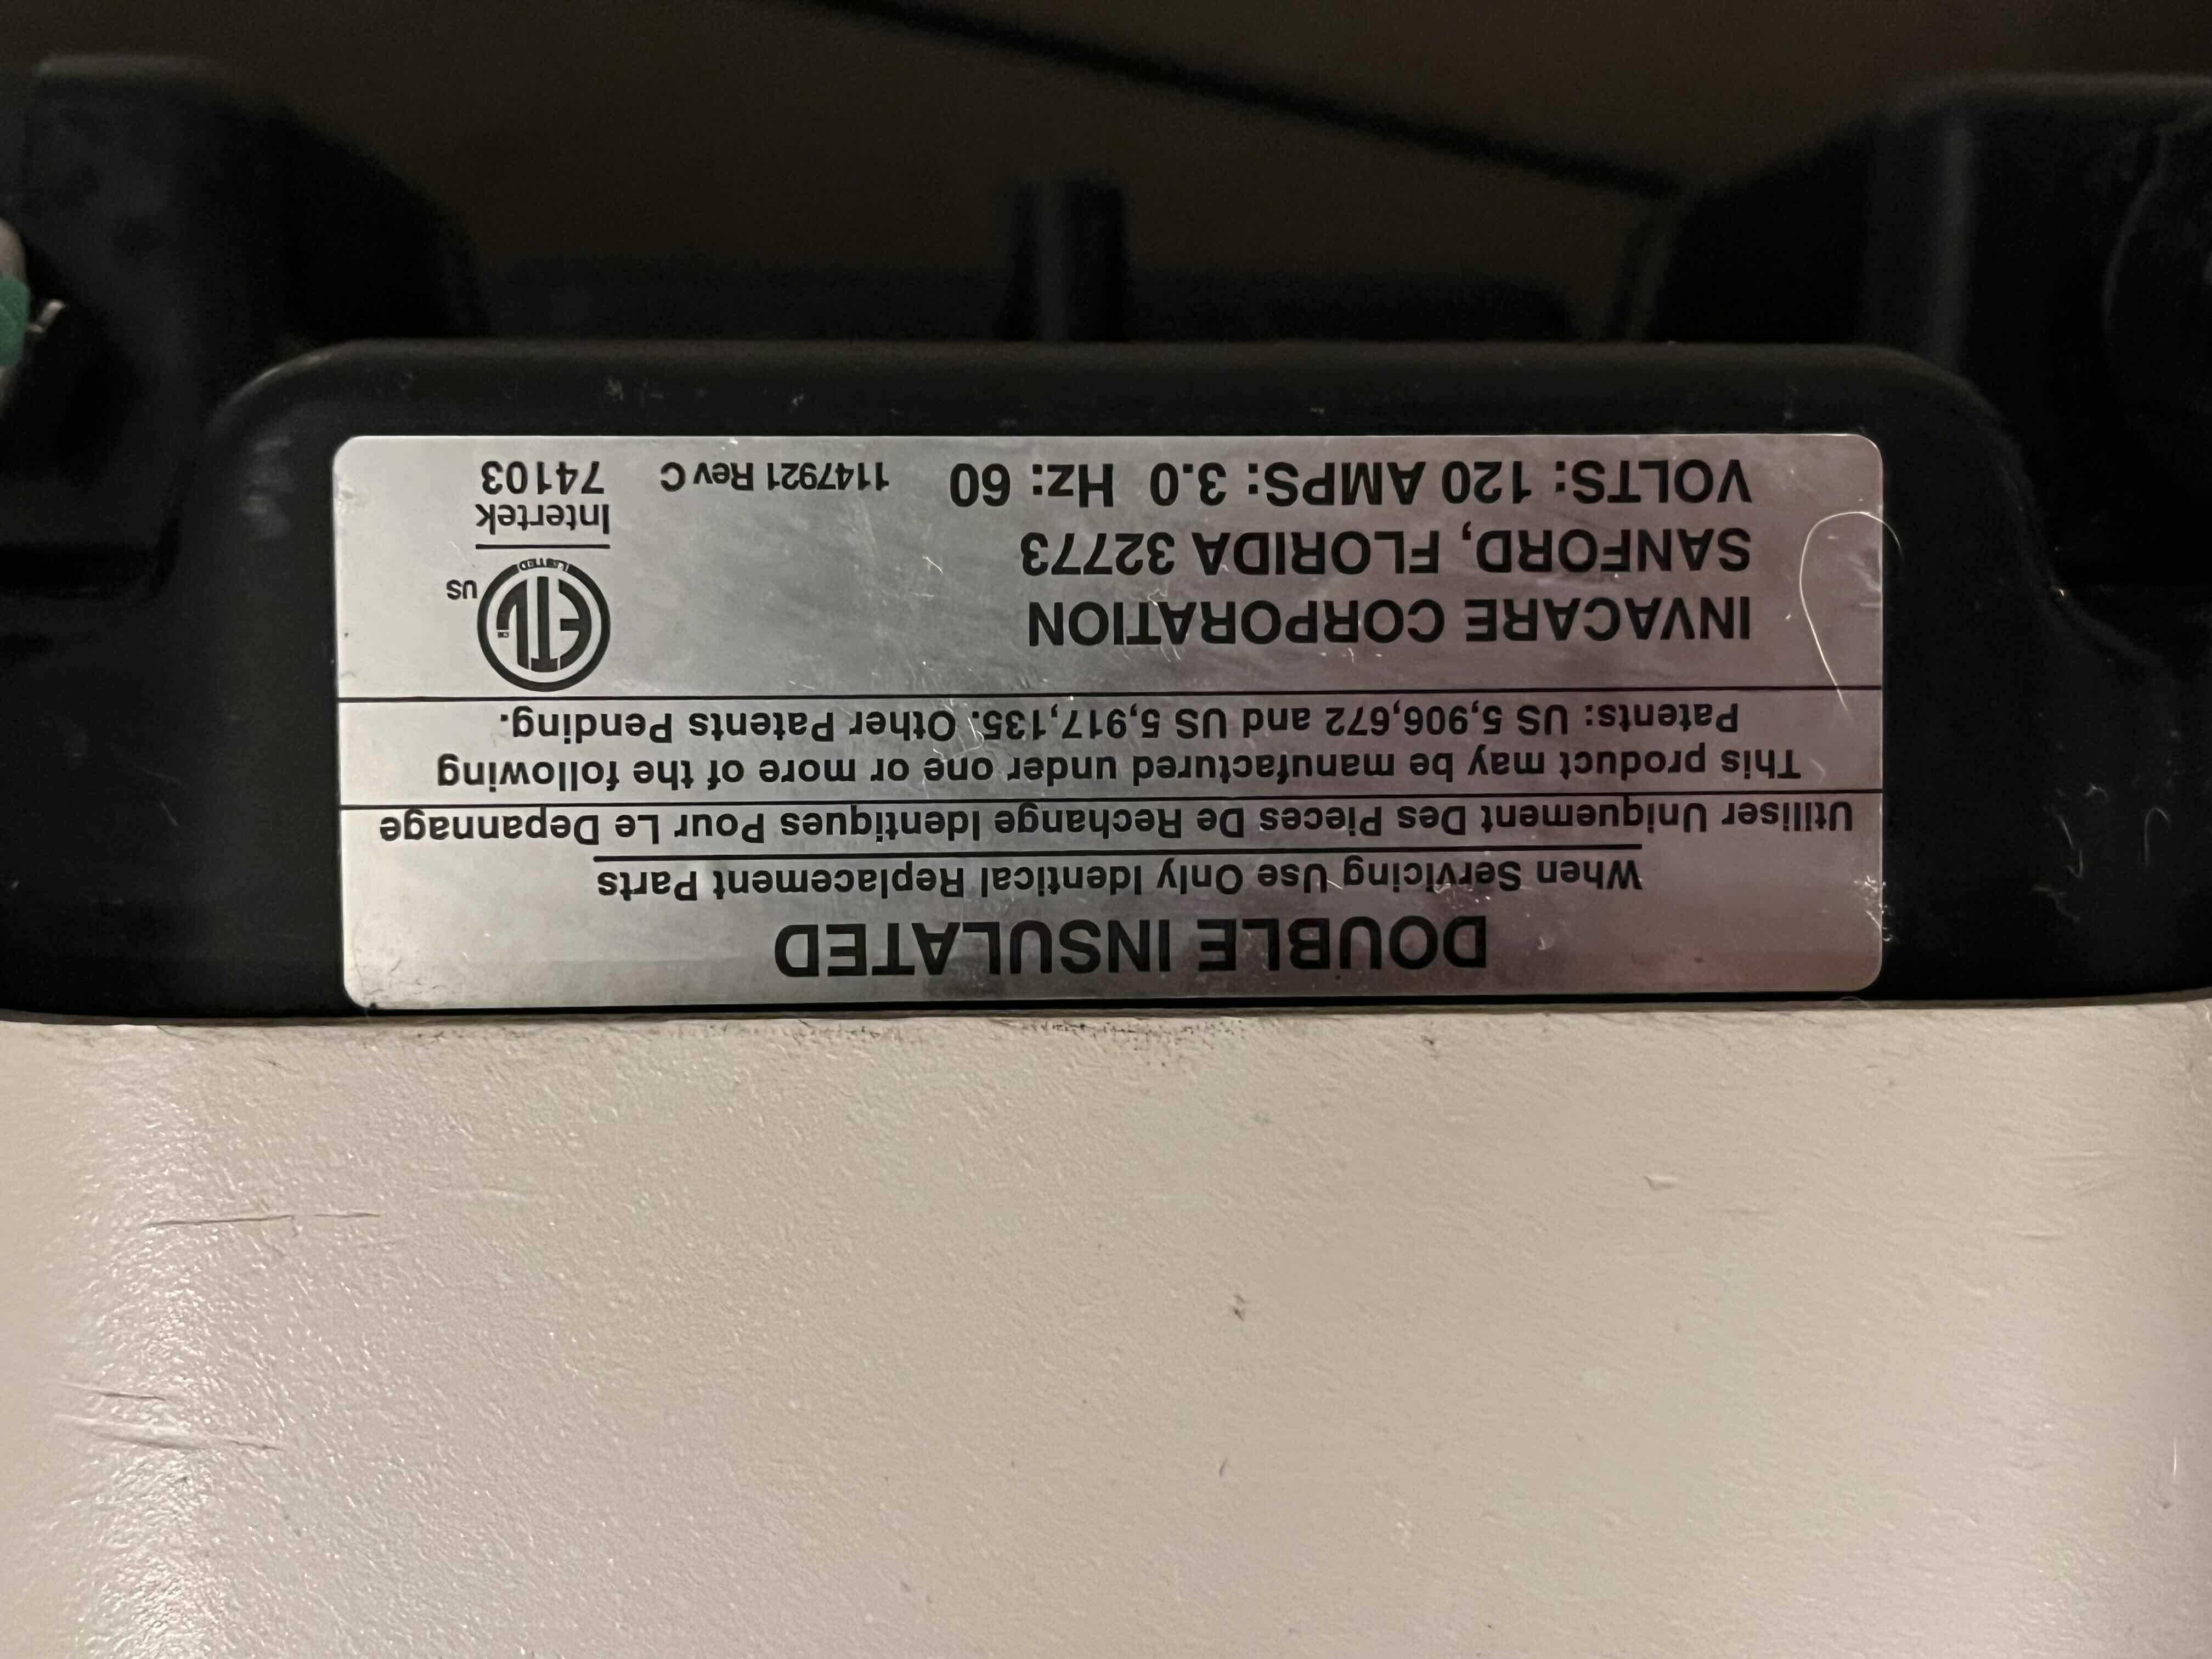 DOUBLE INSULATED
When Servicing Use Only Identical Replacement Parts
Utiliser Uniquement Des Pieces De Rechange Identiques Pour Le Depannage
This product may be manufactured under one or more of the following
Patents: US 5,906,672 and US 5,917,135. Other Patents Pending.
INVACARE CORPORATION
SANFORD, FLORIDA 32773
VOLTS: 120 AMPS: 3.0 Hz: 60
1147921 Rev C
ETL
CM
LISTED
US
Intertek
74103